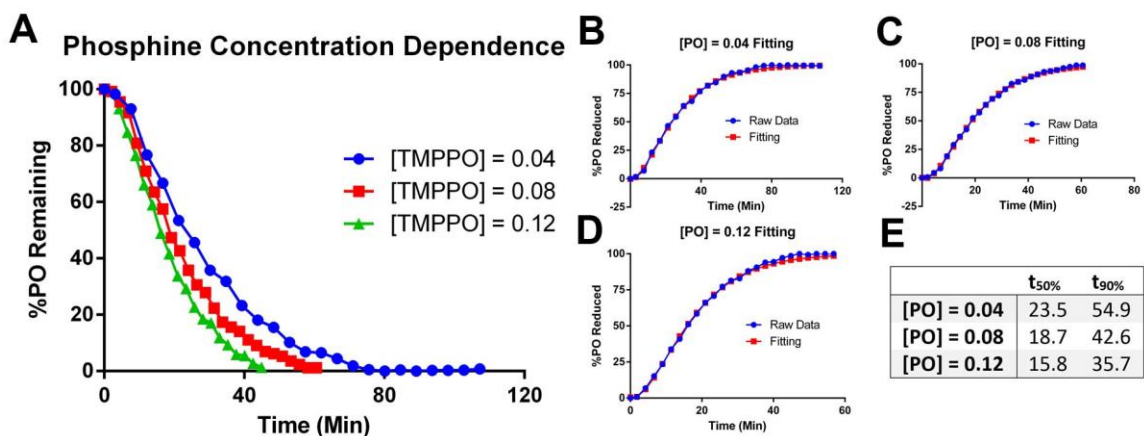 A
Phosphine Concentration Dependence
%PO Remaining
100
80
60
40
20
0
0 40 80 120
Time (Min)
[TMPPO] = 0.04
[TMPPO] = 0.08
[TMPPO] = 0.12
B
[PO] = 0.04 Fitting
%PO Reduced
100
75
50
25
0
-25
0 40 80 120
Time (Min)
Raw Data
Fitting
C
[PO] = 0.08 Fitting
%PO Reduced
100
75
50
25
0
-25
0 20 40 60 80
Time (Min)
Raw Data
Fitting
D
[PO] = 0.12 Fitting
%PO Reduced
100
75
50
25
0
0 20 40 60
Time (Min)
Raw Data
Fitting
E
t50% t90%
[PO] = 0.04 23.5 54.9
[PO] = 0.08 18.7 42.6
[PO] = 0.12 15.8 35.7